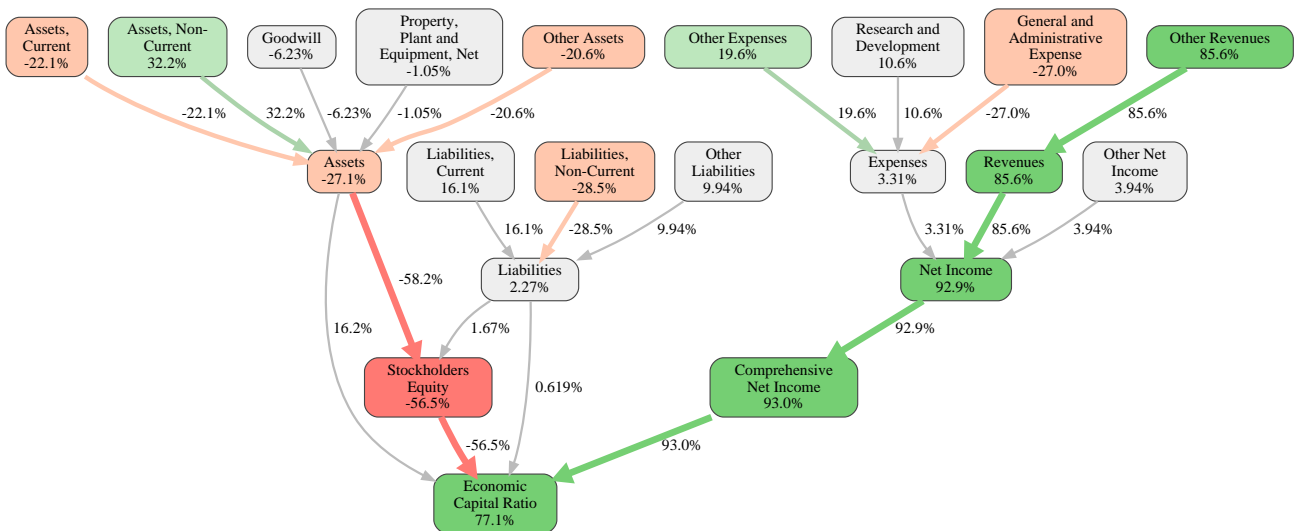 Assets,
Current
-22.1%
Assets, Non-
Current
32.2%
Goodwill
-6.23%
Property,
Plant and
Equipment, Net
-1.05%
Other Assets
-20.6%
Other Expenses
19.6%
Research and
Development
10.6%
General and
Administrative
Expense
-27.0%
Other Revenues
85.6%
-22.1%
32.2%
-6.23%
-1.05%
-20.6%
19.6%
10.6%
-27.0%
85.6%
Assets
-27.1%
Liabilities,
Current
16.1%
Liabilities,
Non-Current
-28.5%
Other
Liabilities
9.94%
Expenses
3.31%
Revenues
85.6%
Other Net
Income
3.94%
16.1%
-28.5%
9.94%
3.31%
85.6%
3.94%
Liabilities
2.27%
Net Income
92.9%
-58.2%
16.2%
1.67%
0.619%
92.9%
Stockholders
Equity
-56.5%
Comprehensive
Net Income
93.0%
-56.5%
93.0%
Economic
Capital Ratio
77.1%